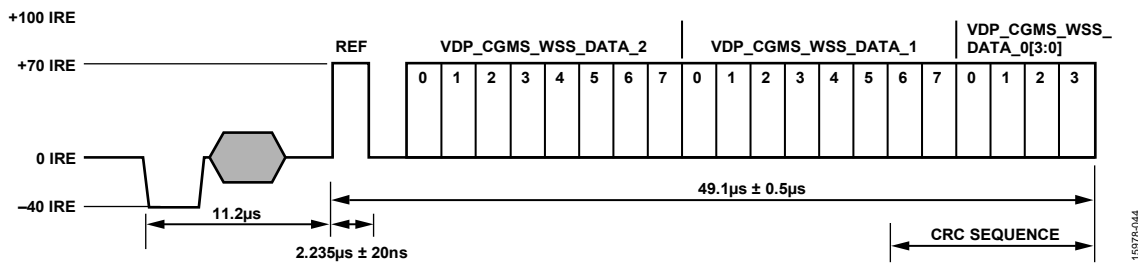 +100 IRE
REF
VDP_CGMS_WSS_DATA_2
VDP_CGMS_WSS_DATA_1
VDP_CGMS_WSS_
DATA_0[3:0]
+70 IRE
0 1 2 3 4 5 6 7 0 1 2 3 4 5 6 7 0 1 2 3
0 IRE
49.1µs ± 0.5µs
–40 IRE
11.2µs
CRC SEQUENCE
2.235µs ± 20ns
15978-044